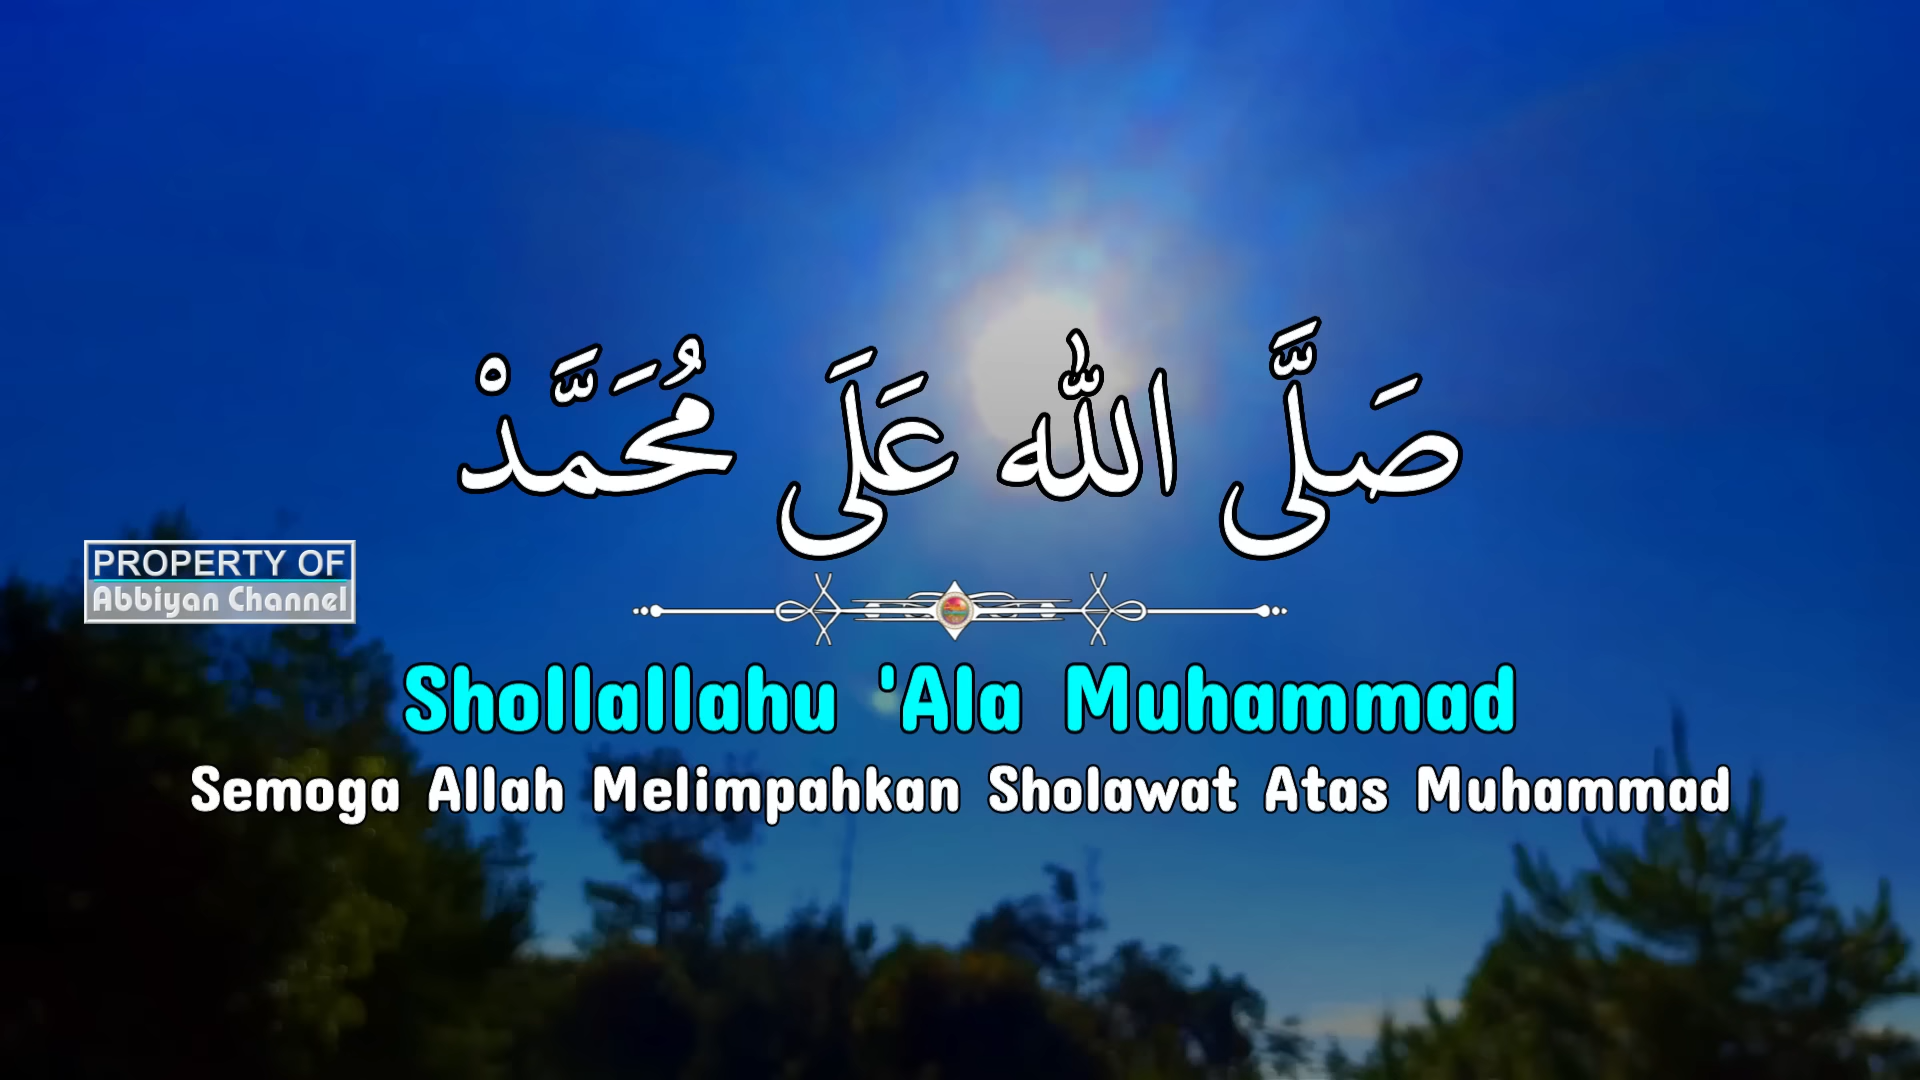 صَلَّى الله عَلَى مُحَمَّدْ
PROPERTY OF
Abbiyan Channel
Shollallahu 'Ala Muhammad
Semoga Allah Melimpahkan Sholawat Atas Muhammad